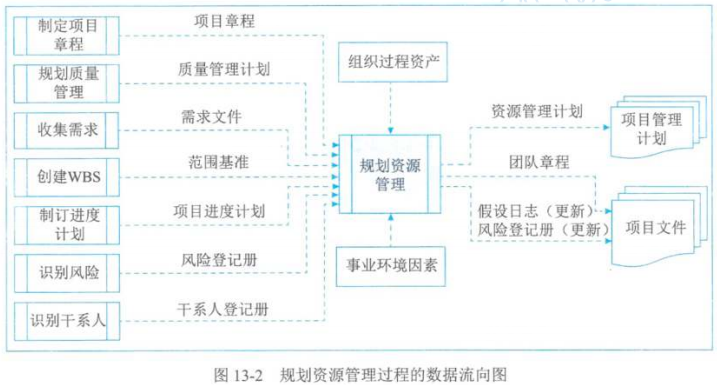 制定项目
章程
项目章程
规划质量
管理
质量管理计划
收集需求
需求文件
创建WBS
范围基准
制订进度
计划
项目进度计划
识别风险
风险登记册
识别干系人
干系人登记册
组织过程资产
规划资源
管理
事业环境因素
资源管理计划
项目管理
计划
团队章程
假设日志（更新）
风险登记册（更新）
项目文件
图 13-2 规划资源管理过程的数据流向图